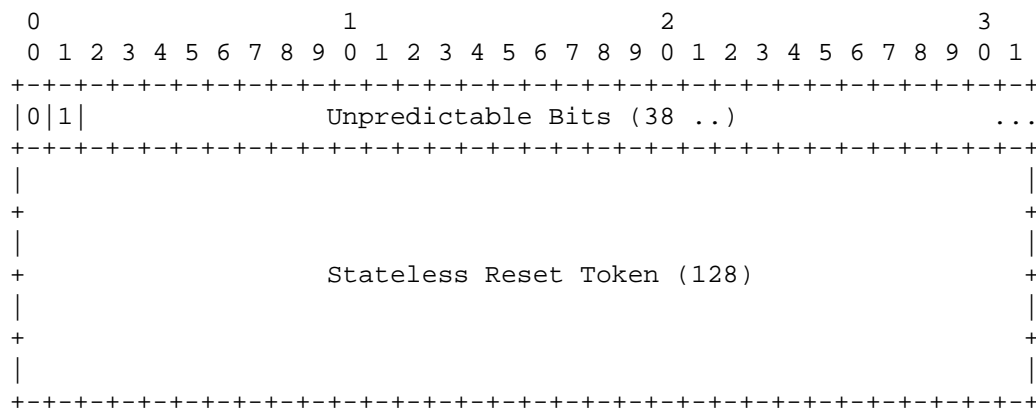 0                   1                   2                   3
 0 1 2 3 4 5 6 7 8 9 0 1 2 3 4 5 6 7 8 9 0 1 2 3 4 5 6 7 8 9 0 1
+-+-+-+-+-+-+-+-+-+-+-+-+-+-+-+-+-+-+-+-+-+-+-+-+-+-+-+-+-+-+-+-+
|0|1|               Unpredictable Bits (38 ..)                ...
+-+-+-+-+-+-+-+-+-+-+-+-+-+-+-+-+-+-+-+-+-+-+-+-+-+-+-+-+-+-+-+-+
|                                                               |
+                                                               +
|                                                               |
+                   Stateless Reset Token (128)                 +
|                                                               |
+                                                               +
|                                                               |
+-+-+-+-+-+-+-+-+-+-+-+-+-+-+-+-+-+-+-+-+-+-+-+-+-+-+-+-+-+-+-+-+